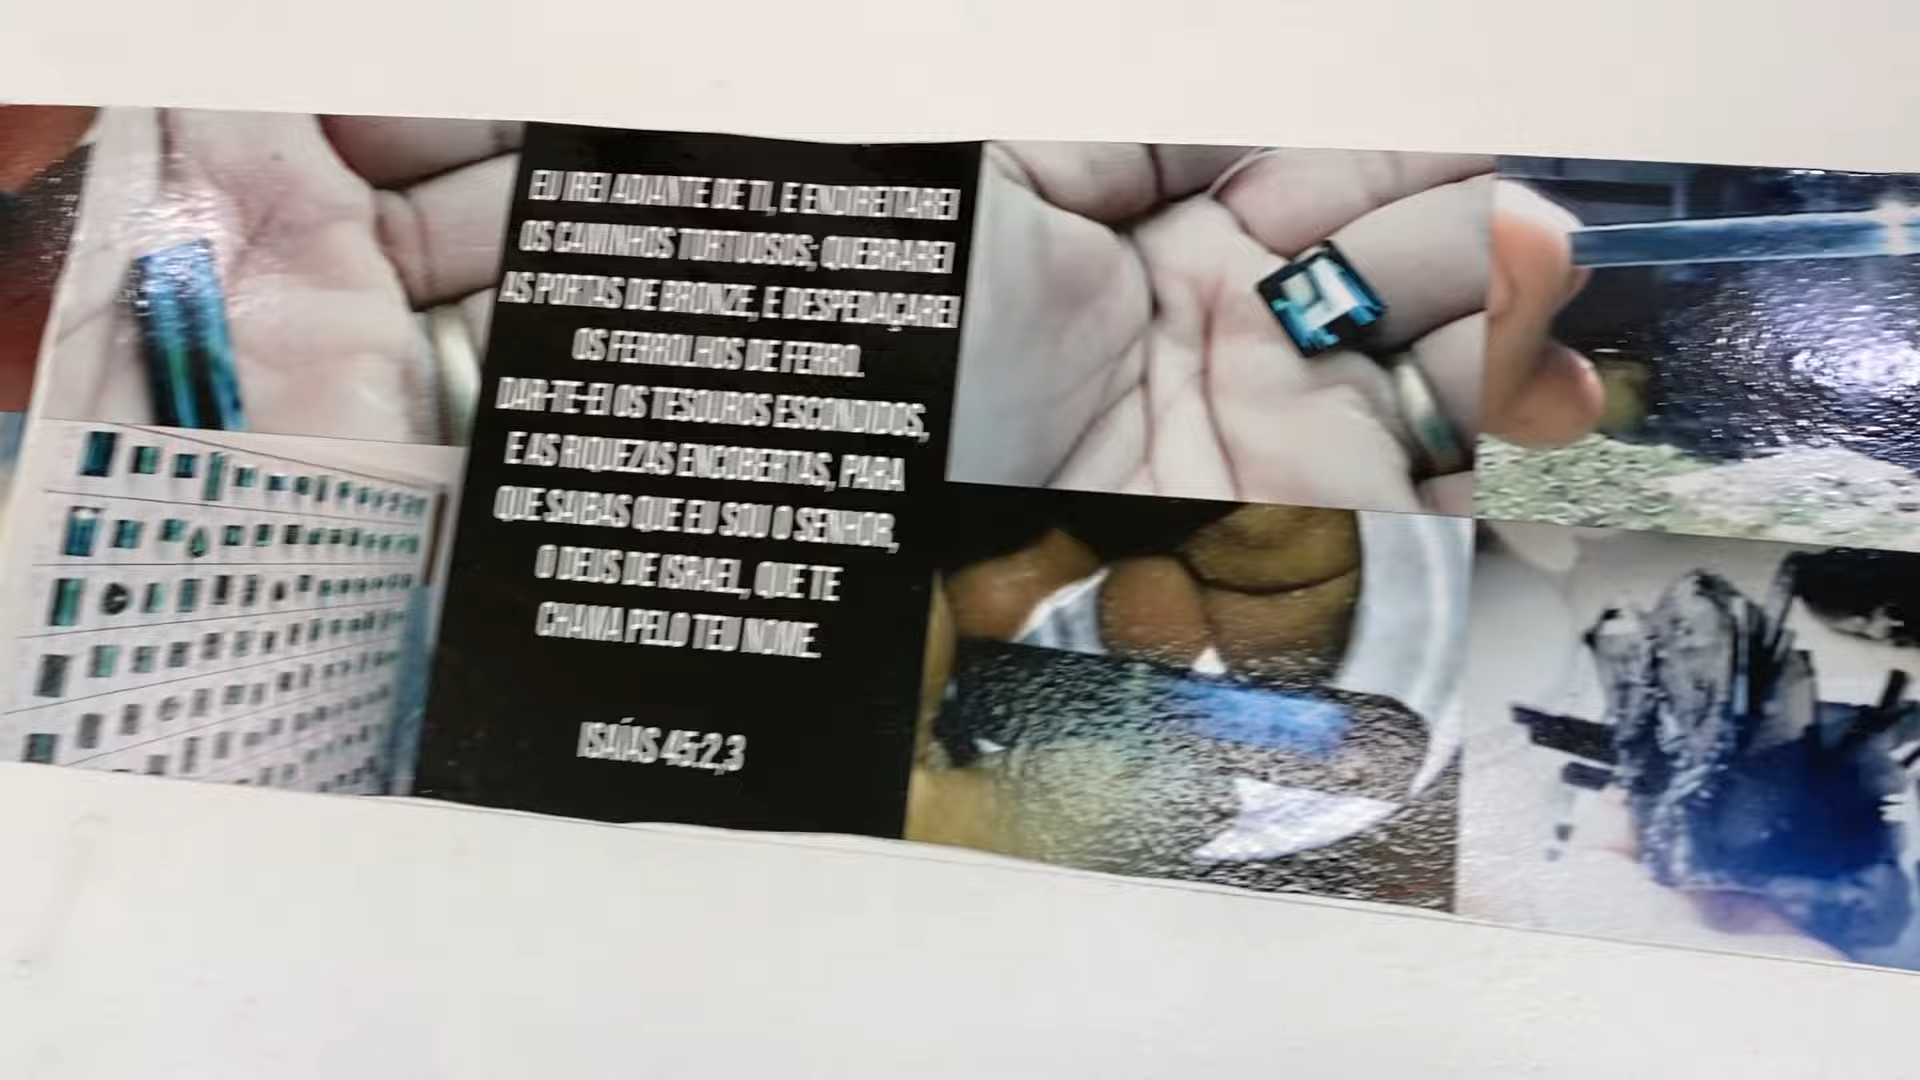 EU IREI ADIANTE DE TI, E ENDIREITAREI
OS CAMINHOS TORTUOSOS; QUEBRAREI
AS PORTAS DE BRONZE, E DESPEDAÇAREI
OS FERROLHOS DE FERRO.
DAR-TE-EI OS TESOUROS ESCONDIDOS,
E AS RIQUEZAS ENCOBERTAS, PARA
QUE SAIBAS QUE EU SOU O SENHOR,
O DEUS DE ISRAEL, QUE TE
CHAMA PELO TEU NOME.
ISAÍAS 45:2,3